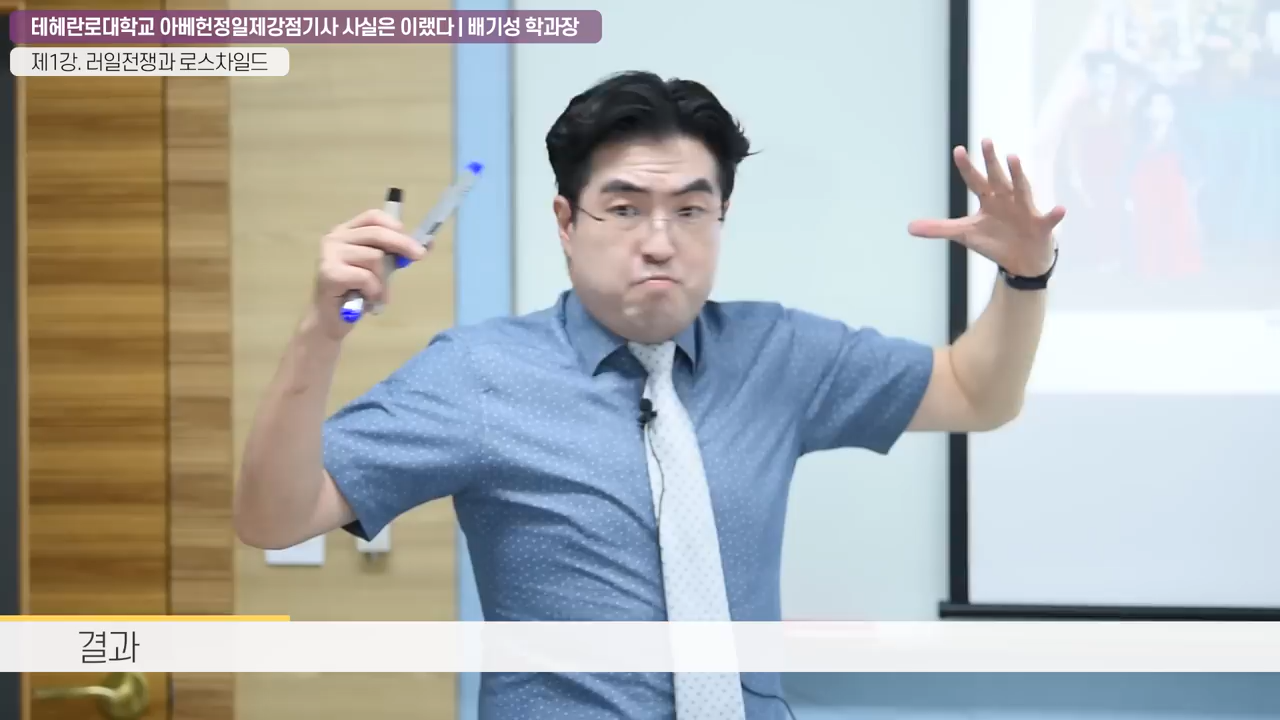 테헤란로대학교 아베헌정일제강점기사 사실은 이랬다 | 배기성 학과장
제1강. 러일전쟁과 로스차일드
결과